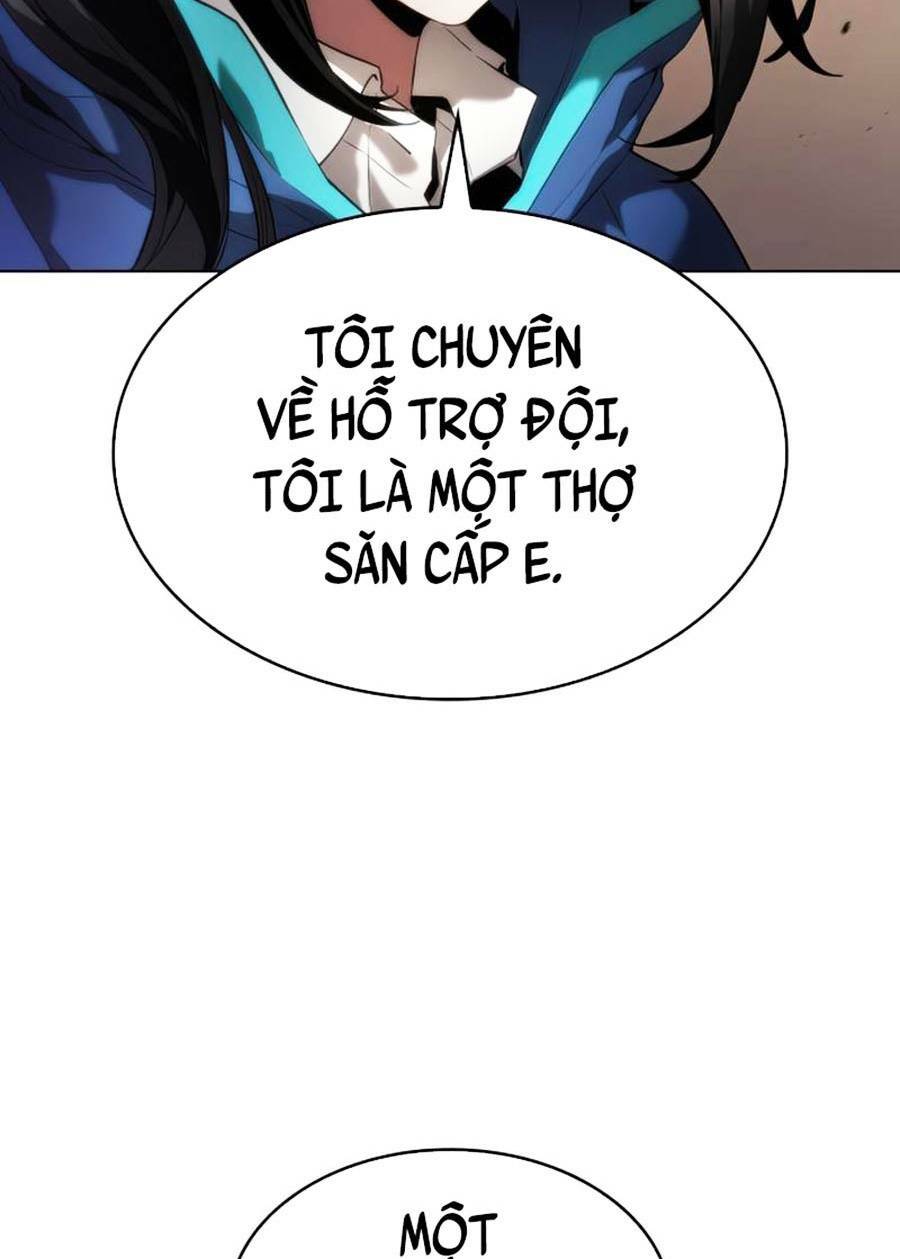 TÔI CHUYÊN
VỀ HỖ TRỢ ĐỘI,
TÔI LÀ MỘT THỢ
SĂN CẤP E.
MỘT